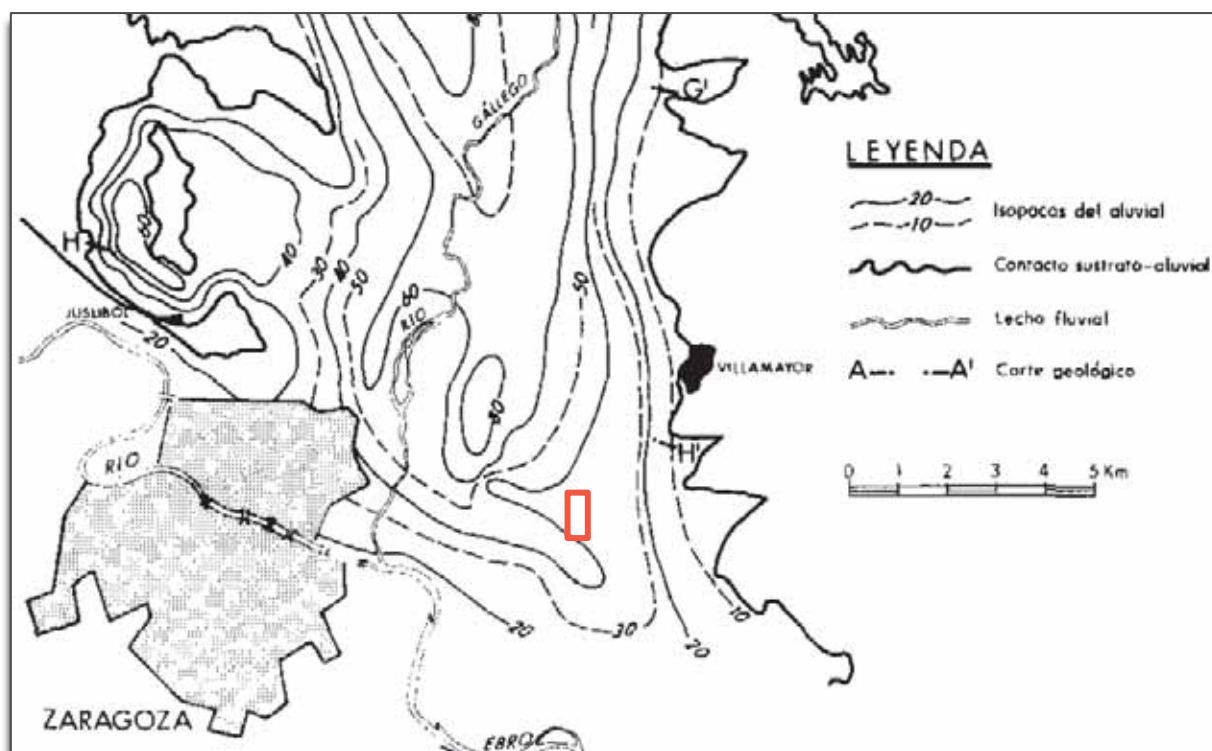 GÁLLEGO
G'
LEYENDA
20
10
Isopacas del aluvial
Contacto sustrato-aluvial
Lecho fluvial
A A' Corte geológico
0 1 2 3 4 5 Km
60
H
40
30
40
50
60
RIO
50
JUSLIBOL
20
VILLAMAYOR
H'
RIO
20
30
20
10
ZARAGOZA
EBRO